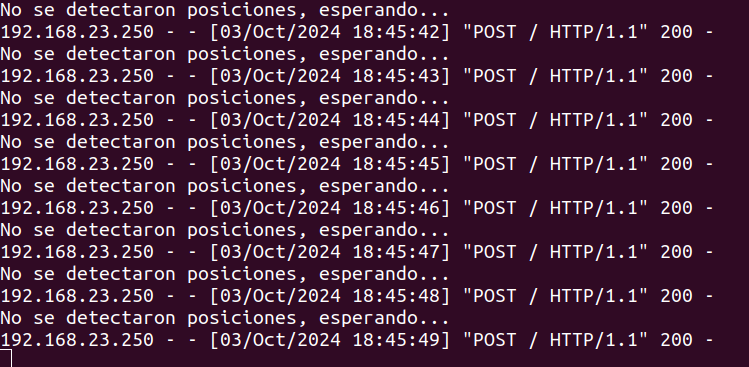 No se detectaron posiciones, esperando...
192.168.23.250 - - [03/Oct/2024 18:45:42] "POST / HTTP/1.1" 200 -
No se detectaron posiciones, esperando...
192.168.23.250 - - [03/Oct/2024 18:45:43] "POST / HTTP/1.1" 200 -
No se detectaron posiciones, esperando...
192.168.23.250 - - [03/Oct/2024 18:45:44] "POST / HTTP/1.1" 200 -
No se detectaron posiciones, esperando...
192.168.23.250 - - [03/Oct/2024 18:45:45] "POST / HTTP/1.1" 200 -
No se detectaron posiciones, esperando...
192.168.23.250 - - [03/Oct/2024 18:45:46] "POST / HTTP/1.1" 200 -
No se detectaron posiciones, esperando...
192.168.23.250 - - [03/Oct/2024 18:45:47] "POST / HTTP/1.1" 200 -
No se detectaron posiciones, esperando...
192.168.23.250 - - [03/Oct/2024 18:45:48] "POST / HTTP/1.1" 200 -
No se detectaron posiciones, esperando...
192.168.23.250 - - [03/Oct/2024 18:45:49] "POST / HTTP/1.1" 200 -